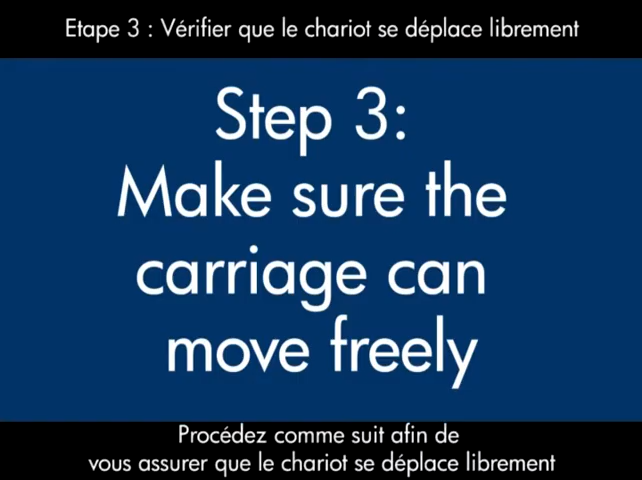 Etape 3 : Vérifier que le chariot se déplace librement
Step 3:
Make sure the
carriage can
move freely
Procédez comme suit afin de
vous assurer que le chariot se déplace librement